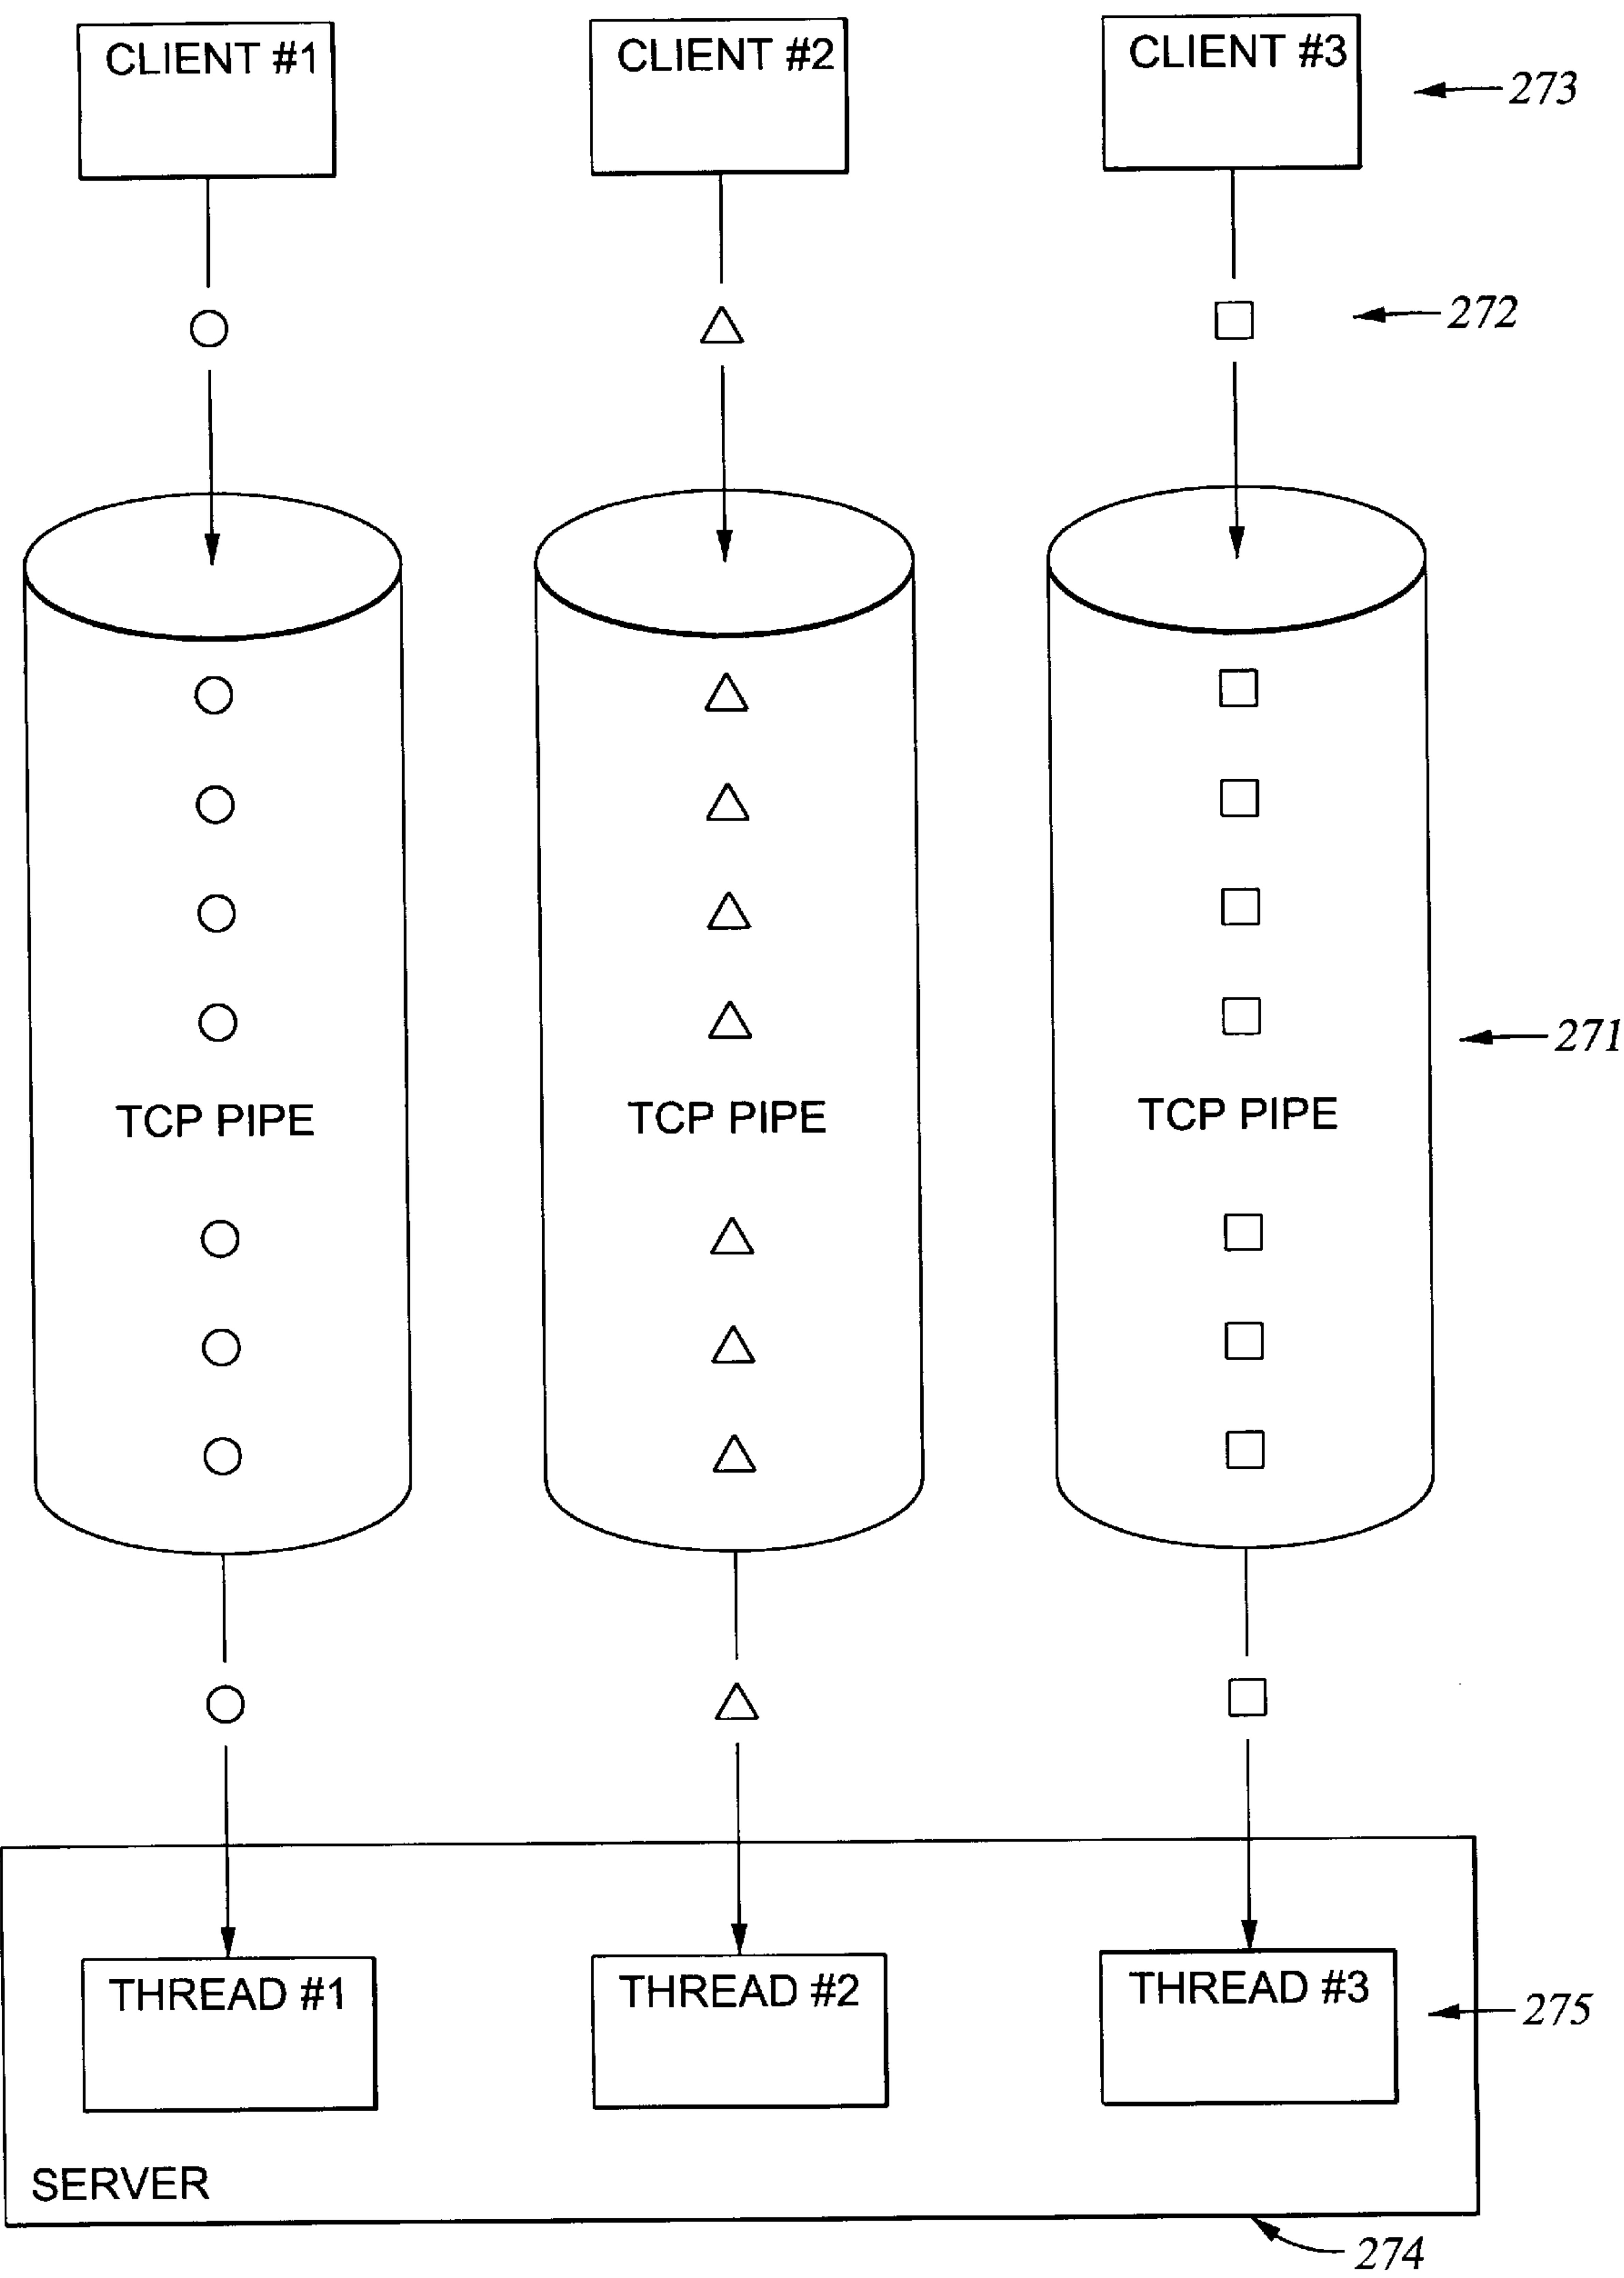 CLIENT #1
CLIENT #2
CLIENT #3
273
272
271
TCP PIPE
TCP PIPE
TCP PIPE
THREAD #1
THREAD #2
THREAD #3
275
SERVER
274